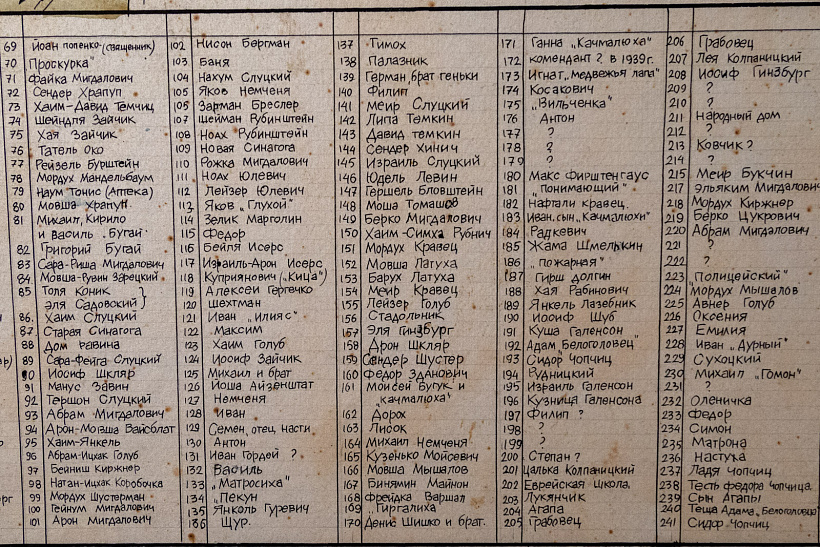 69 Йоан попенко (священник)
70 Проскурка"
71 Файка Мигдалович
72 Сендер Храпуп
73 Хаим-Давид Темчиц
74 Шейндля Зайчик
75 Хая Зайчик
76 Татель Око
77 Рейзель Бурштейн
78 Мордух Мандельбаум
79 Наум Тонис (Аптека)
80 Мовша Храпун
81 Михаил, Кирило
и Василь Бугай
82 Григорий Бугай
83 Сара-Риша Мигдалович
84 Мовша-Рувин Зарецкий
85 Толя Коник
Эля Садовский
86 Хаим Слуцкий
87 Старая Синагога
88 Дом равина
89 Сара-Фейга Слуцкий
90 Иосиф Шкляр
91 Манус Завин
92 Гершон Слуцкий
93 Абрам Мигдалович
94 Арон-Мовша Вайсблат
95 Хаим-Янкель
96 Абрам-Ицхак Голуб
97 Бейниш Киржнер
98 Натан-Ицхак Коробочка
99 Мордух Шустерман
100 Гейнум Мигдалович
101 Арон Мигдалович
102 Нисон Бергман
103 Баня
104 Нахум Слуцкий
105 Яков Немченя
105 Зарман Бреслер
107 Шейман Рубинштейн
108 Ноах Рубинштейн
109 Новая Синагога
110 Рожка Мигдалович
111 Ноах Юлевич
112 Лейзер Юлевич
113 Яков „Глухой"
114 Зелик Марголин
115 Федор
116 Бейля Исерс
117 Израиль-Арон Исерс
118 Куприянович („Кица")
119 Алексей Гергечко
120 шехтман
121 Иван „Илияс"
122 Максим
123 Хаим Голуб
124 Иосиф Зайчик
125 Михаил и брат
126 Йоша Айзенштат
127 Немченя
128 Иван
129 Семен, отец насти
130 Антон
131 Иван Гордей ?
132 Василь
133 „Матросиха"
134 „Пекун
135 Янколь Гуревич
136 Щур.
137 Тимох
138 Палазник
139 Герман, брат геньки
140 Филип
141 меир Слуцкий
142 Липа Темкин
143 Давид темкин
144 Сендер Хинич
145 Израиль Слуцкий
146 Юдель Левин
147 Гершель Бловштейн
148 Моша Томашов
149 Берко Мигдалович
150 Хаим-Симха Рубнич
151 Мордух Кравец
152 Мовша Латуха
153 Барух Латуха
154 Меир Кравец
155 Лейзер Голуб
156 Стадольник
157 Эля Гинзбург
158 Дрон Шкляр
159 Сендер Шустер
160 Федор Зданович
161 Моисей Бугук и
„качмалюха"
162 Дорох
163 Лисок
164 Михаил Немченя
165 Кузенько Мойсевич
166 Мовша Мышалов
167 Бинямин Майнон
168 Фрейдка Варшал
169 „Гиргалиха"
170 Денис Шишко и брат.
171 Ганна „Качмалюха"
172 комендант ? в 1939г.
173 Игнат „медвежья лапа"
174 Косакович
175 „Вильченка"
176 Антон
177 ?
178 ?
179 ?
180 Макс Фирштенгаус
181 „Понимающий"
182 Нафтали кравец
183 Иван, сын „Качмалюхи"
184 Радкевич
185 Жама Шмелькин
186 „пожарная"
187 Гирш долгин
188 Хая Рабинович
189 Янкель Лазебник
190 Иосиф Шуб
191 Куша Галенсон
192 Адам „Белоголовец"
193 Сидор Чопчиц
194 Рудницкий
195 Израиль Галенсон
196 Кузница Галенсона
197 Филип ?
198 ?
199 ?
200 Степан ?
201 Цалька Колпаницкий
202 Еврейская школа.
203 Лукянчик
204 Агапа
205 Грабовец
206 Грабовец
207 Лея Колпаницкий
208 Иосиф Гинзбург
209 ?
210 ?
211 Народный дом
212 ?
213 Ковчик ?
214 ?
215 Меир Букчин
217 Эльяким Мигдалович
218 Мордух Киржнер
219 Берко Цукрович
220 Абрам Мигдалович
221 ?
222 ?
223 „Полицейский"
224 Мордух Мышалов
225 Авнер Голуб
226 Оксения
227 Емилия
228 Иван „Дурный"
229 Сухоцкий
230 Михаил „Гомон"
231 ?
232 Оленичка
233 Федор
234 Симон
235 Матрона
236 Настуха
237 Ладя Чопчиц
238 Тесть федора Чопчица.
239 Сын Агапы
240 Теща Адама „Белоголовца"
241 Сидор Чопчиц